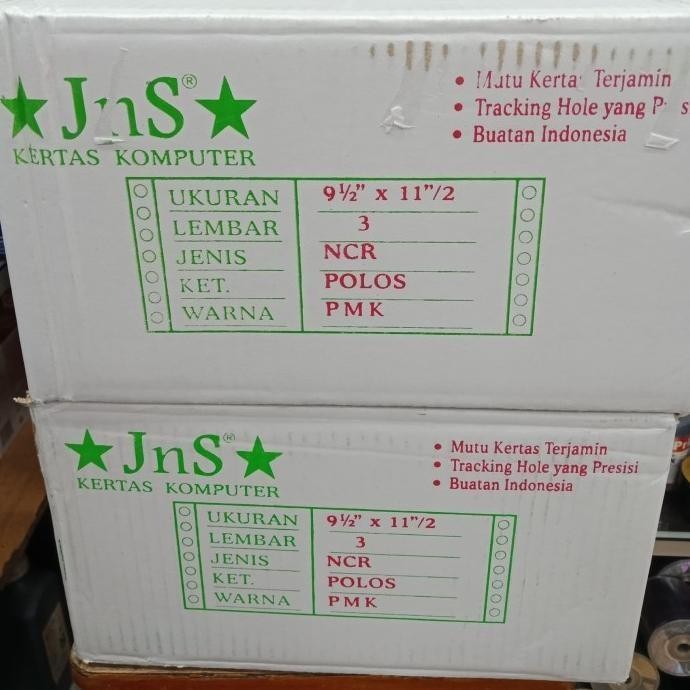 ★ JnS® ★
KERTAS KOMPUTER
• Mutu Kertas Terjamin
• Tracking Hole yang
• Buatan Indonesia
UKURAN 9½" x 11"/2
LEMBAR 3
JENIS NCR
KET. POLOS
WARNA PMK
★ JnS® ★
KERTAS KOMPUTER
• Mutu Kertas Terjamin
• Tracking Hole yang Presisi
• Buatan Indonesia
UKURAN 9½" x 11"/2
LEMBAR 3
JENIS NCR
KET. POLOS
WARNA PMK